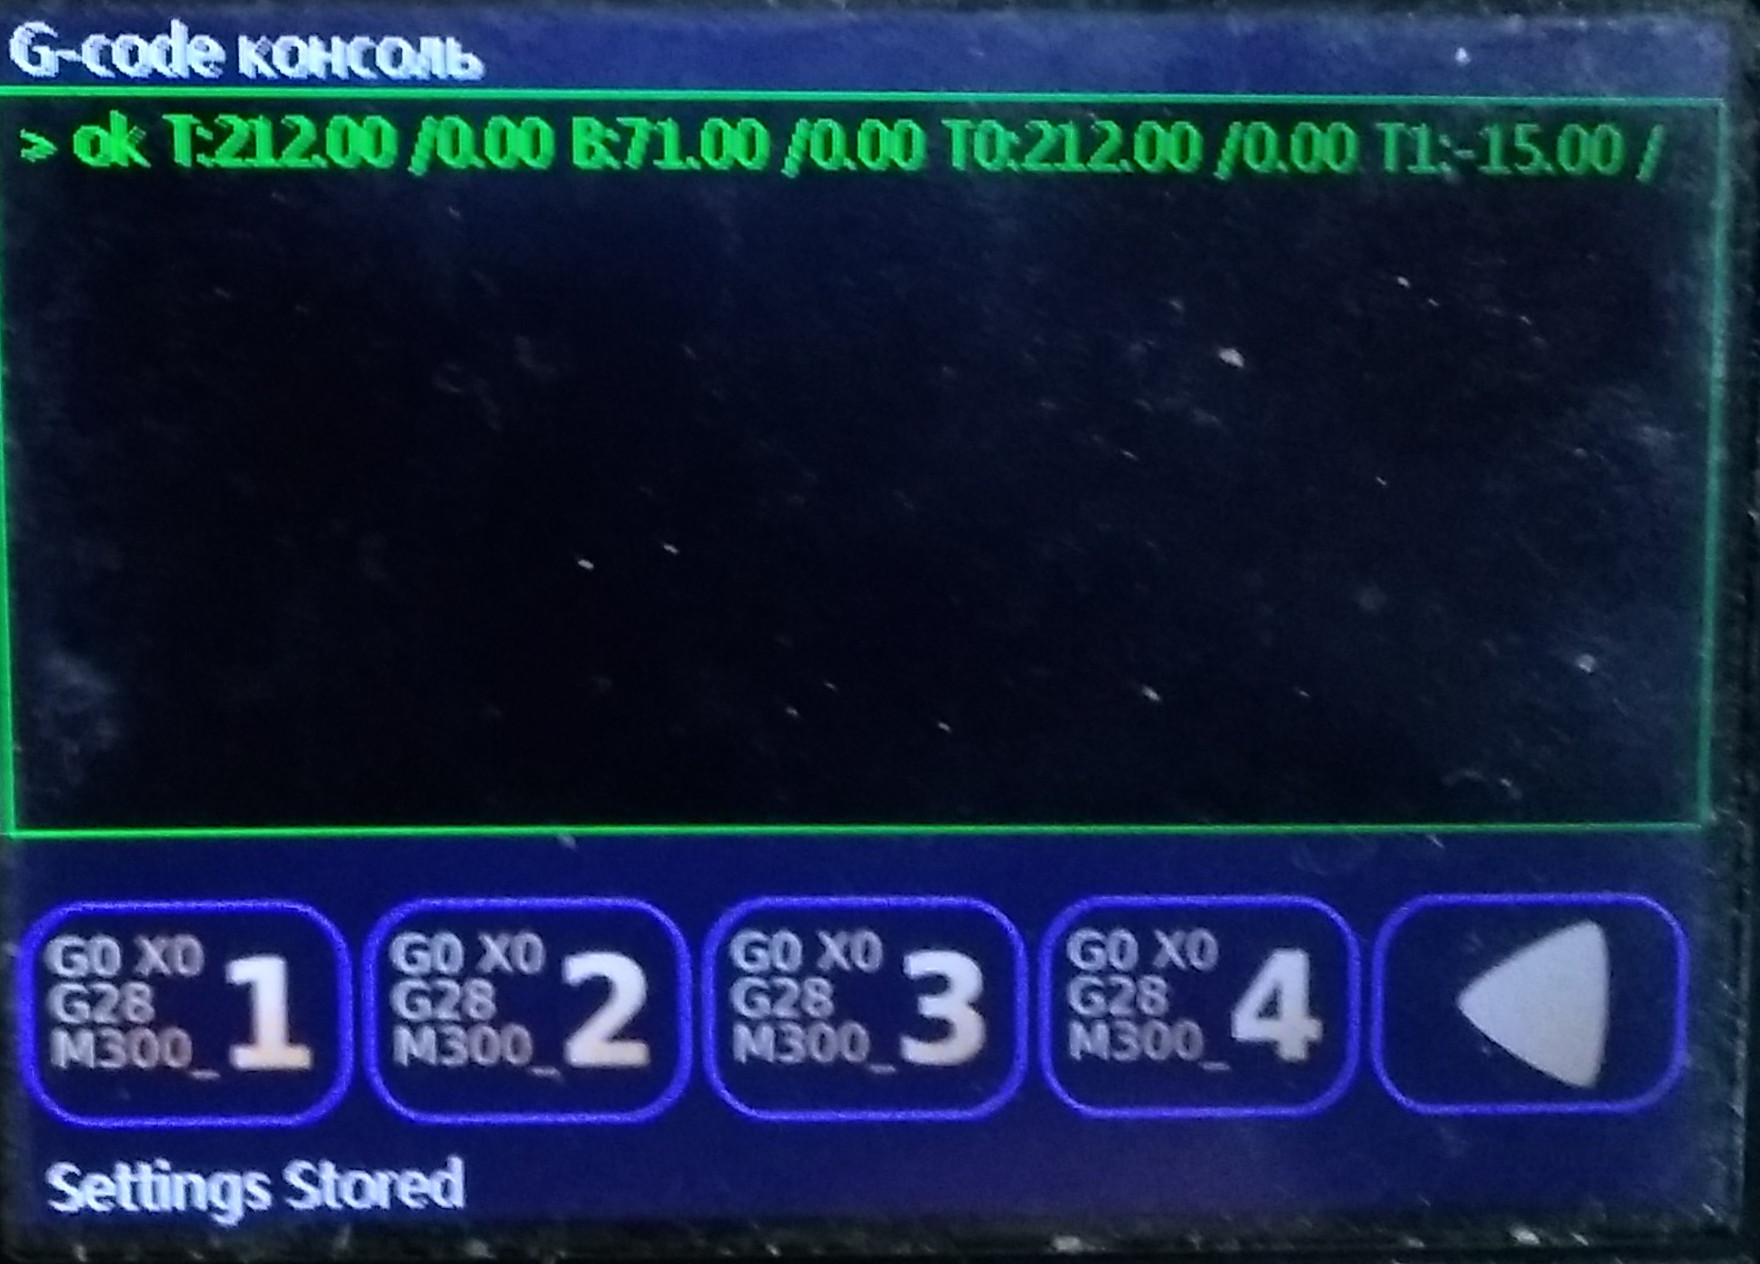 G-code консоль
> ok T:212.00 /0.00 B:71.00 /0.00 T0:212.00 /0.00 T1:-15.00 /
G0 X0
G28
M300_
1
G0 X0
G28
M300_
2
G0 X0
G28
M300_
3
G0 X0
G28
M300_
4
Settings Stored